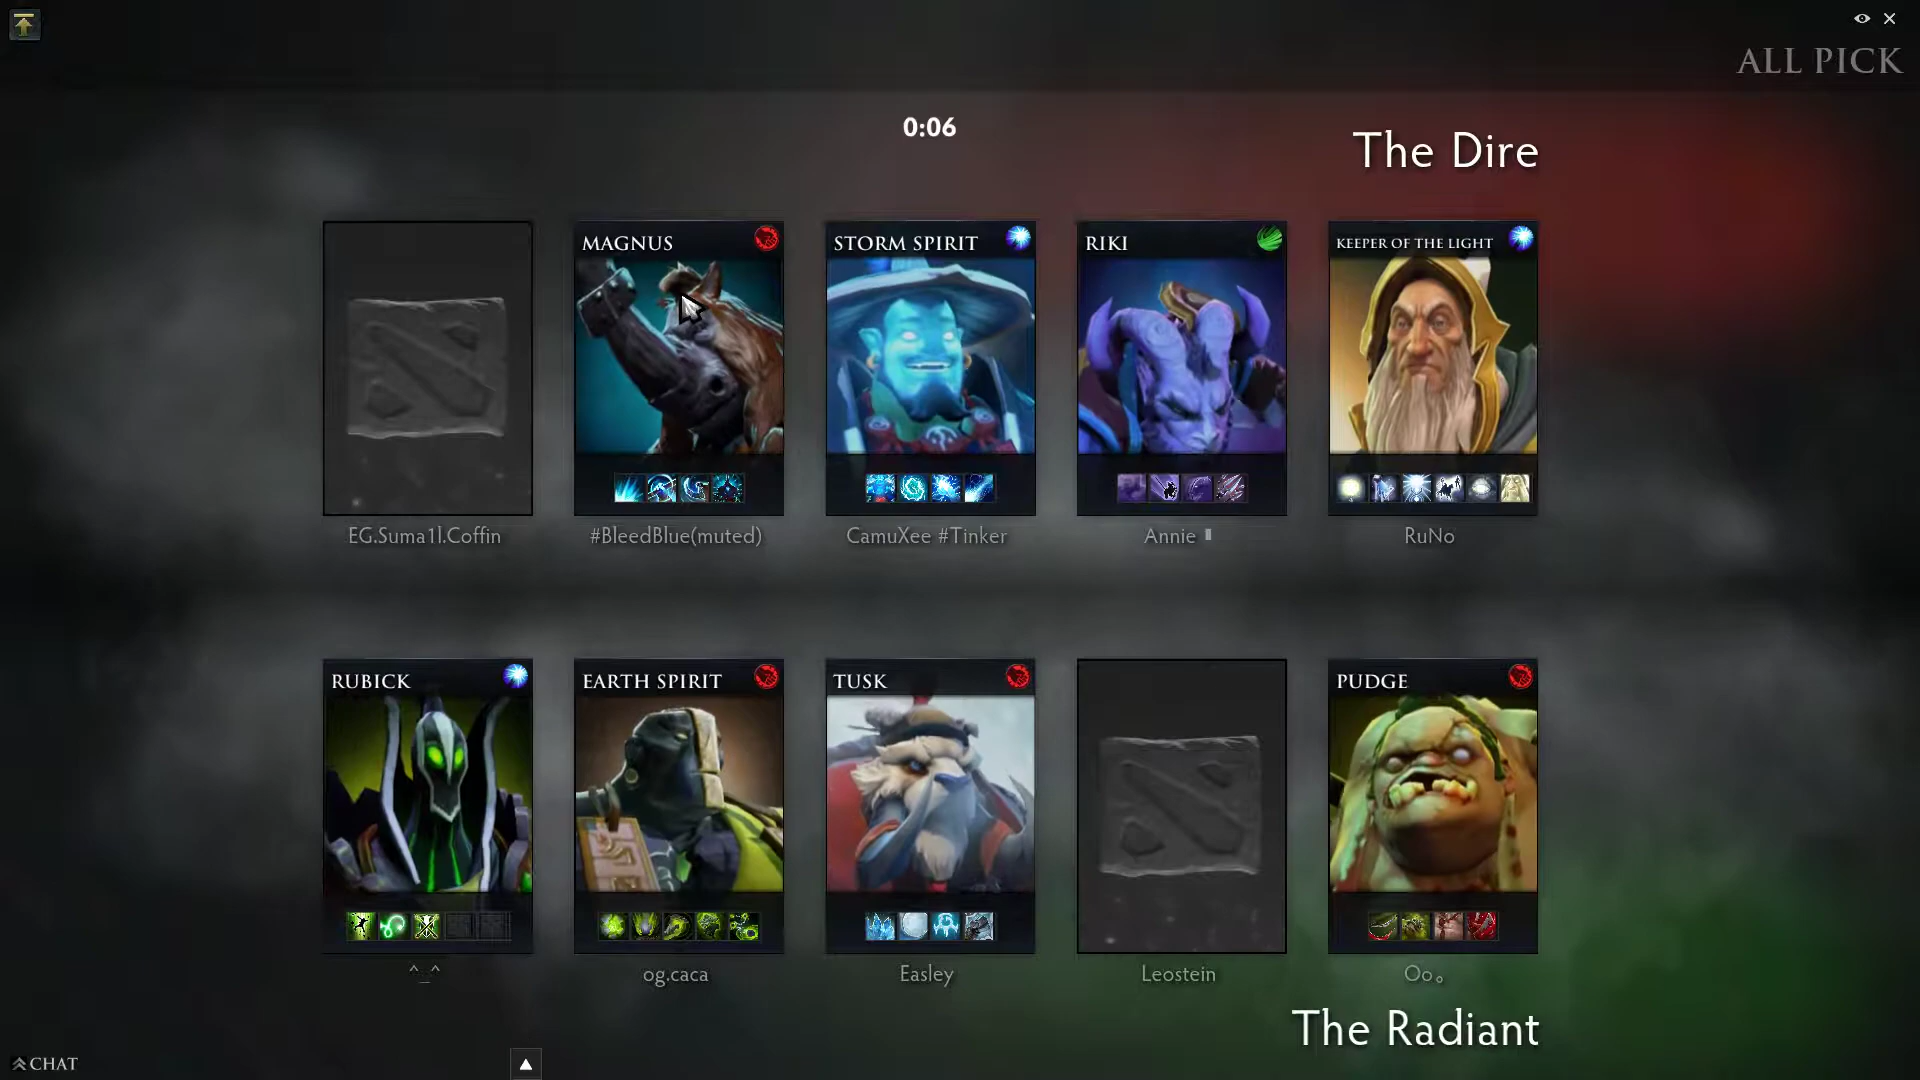 ALL PICK
0:06
The Dire
MAGNUS
STORM SPIRIT
RIKI
KEEPER OF THE LIGHT
EG.Suma1l.Coffin
#BleedBlue(muted)
CamuXee #Tinker
Annie
RuNo
RUBICK
EARTH SPIRIT
TUSK
PUDGE
^_^
og.caca
Easley
Leostein
Oo。
The Radiant
CHAT